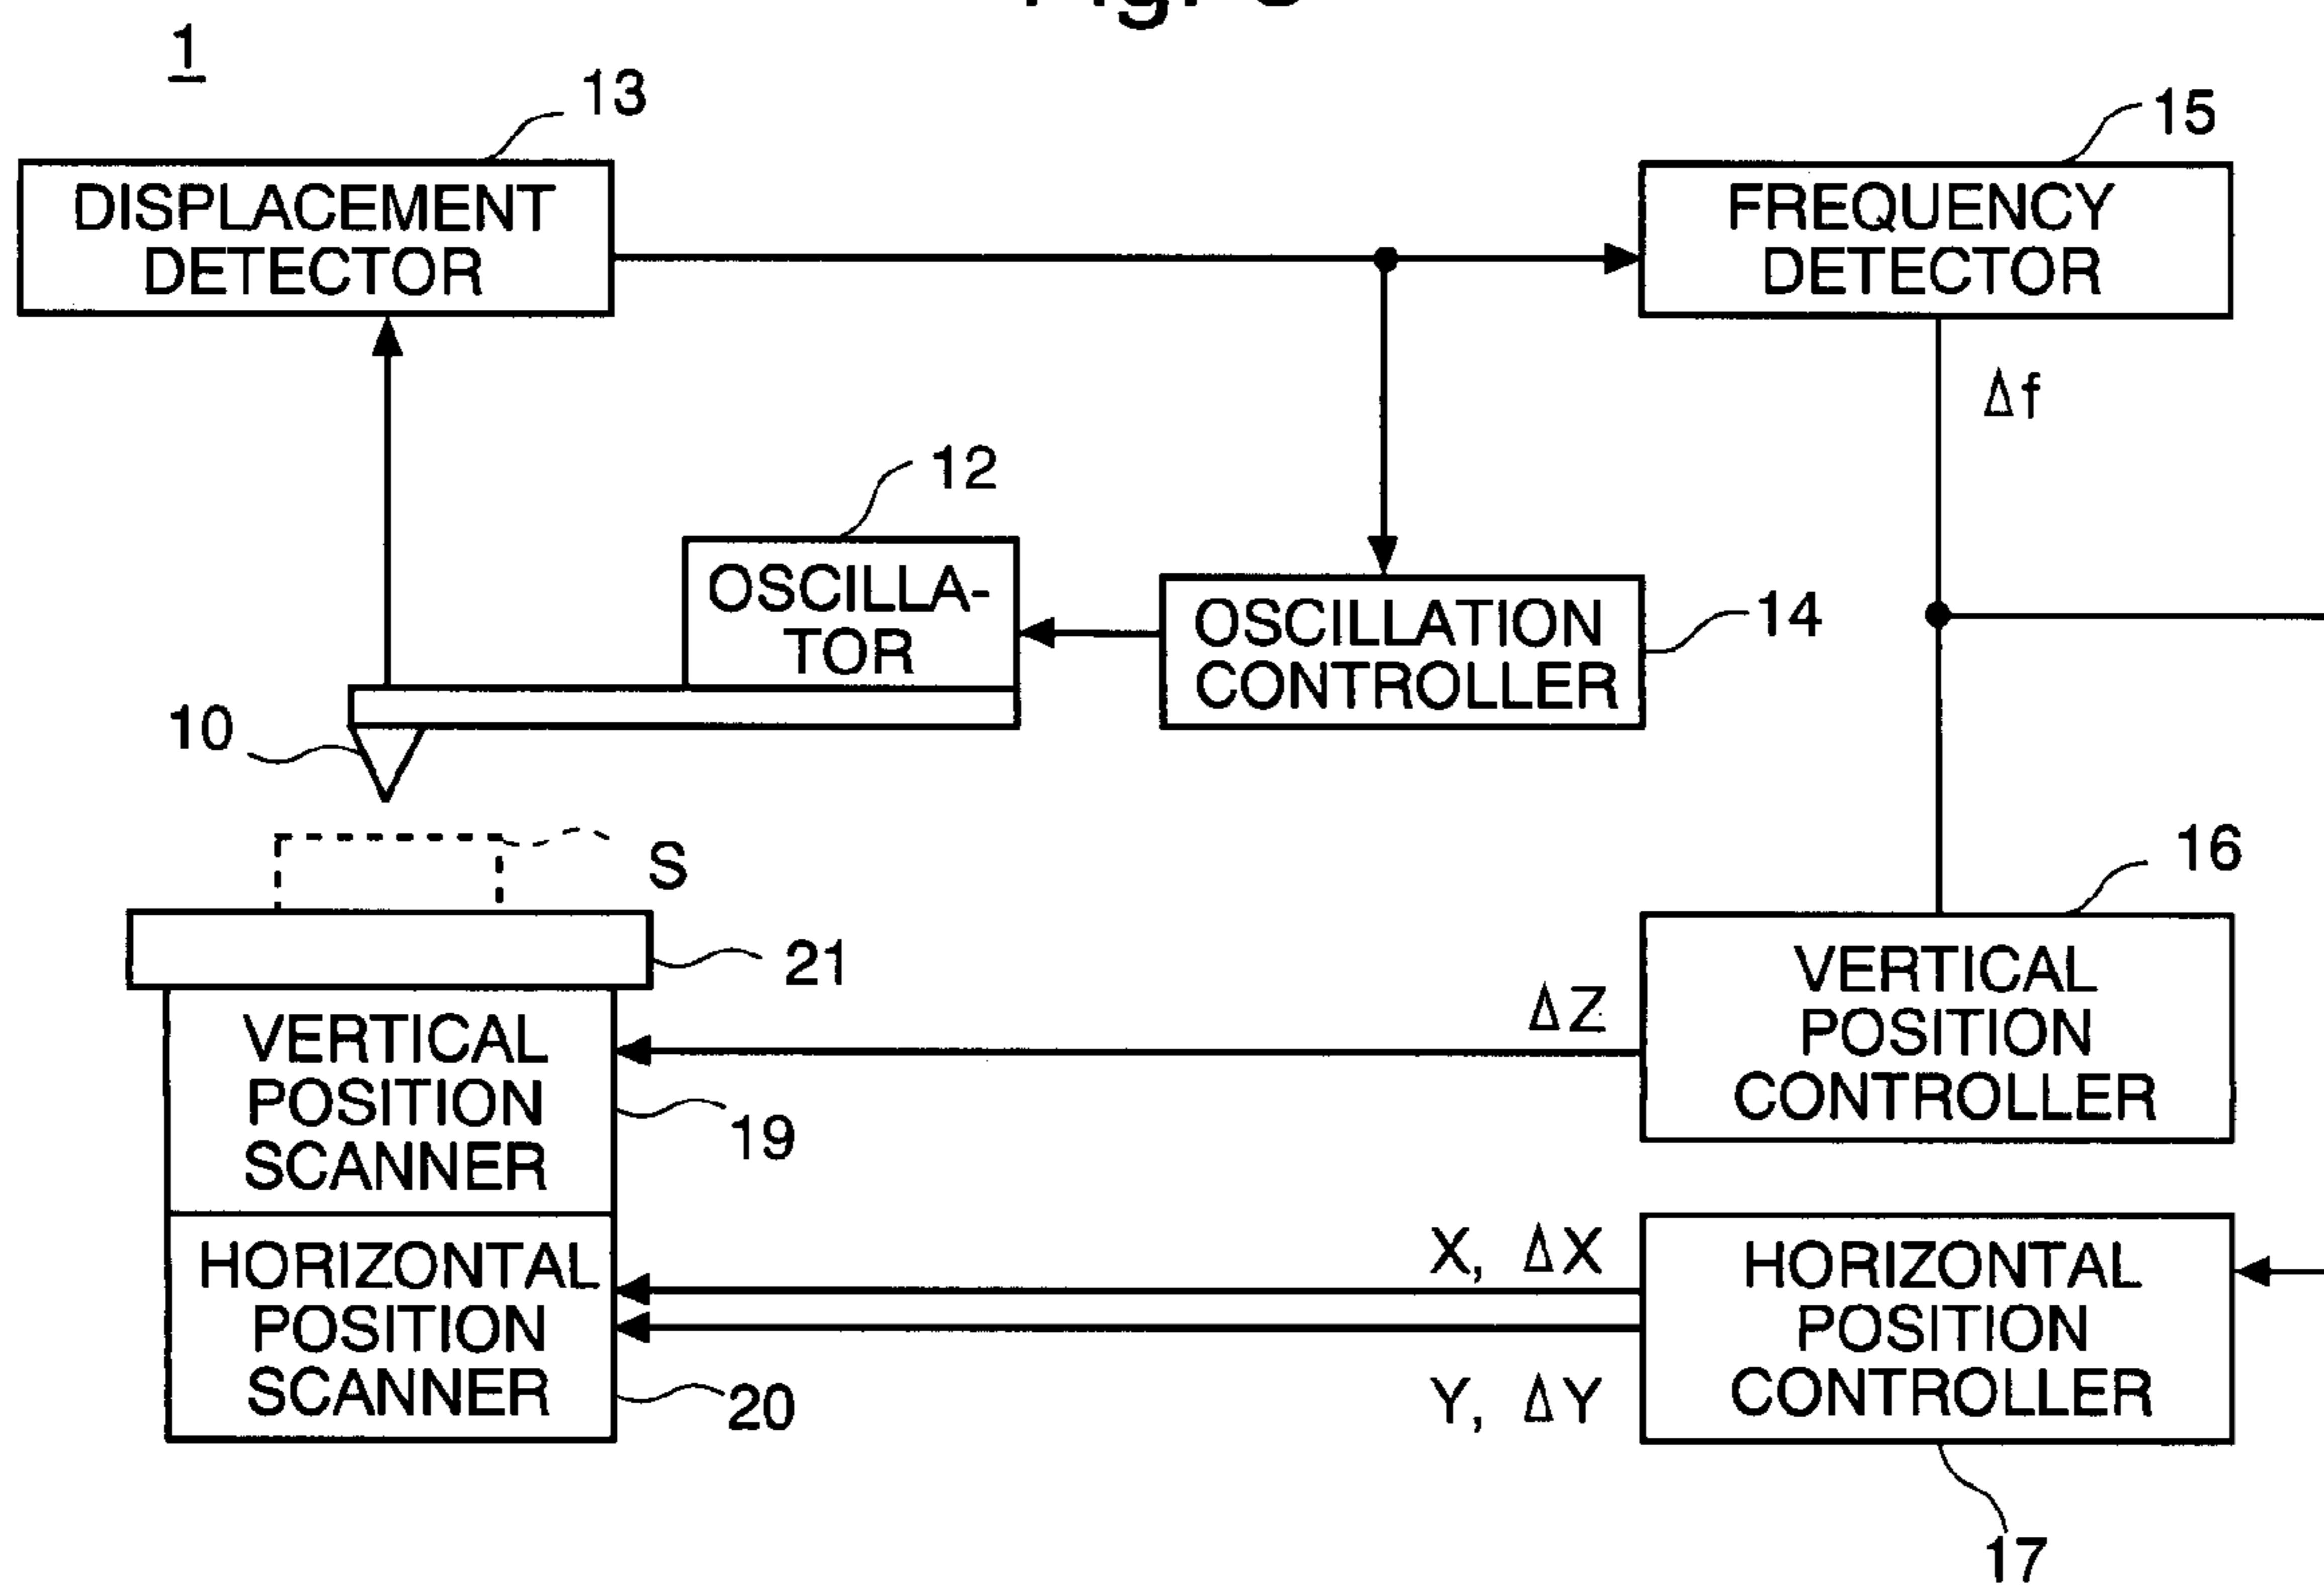 1
13
15
DISPLACEMENT
DETECTOR
FREQUENCY
DETECTOR
Δf
12
OSCILLA-
TOR
OSCILLATION
CONTROLLER
14
10
S
16
21
VERTICAL
POSITION
CONTROLLER
ΔZ
VERTICAL
POSITION
SCANNER
19
X, ΔX
HORIZONTAL
POSITION
SCANNER
20
Y, ΔY
HORIZONTAL
POSITION
CONTROLLER
17